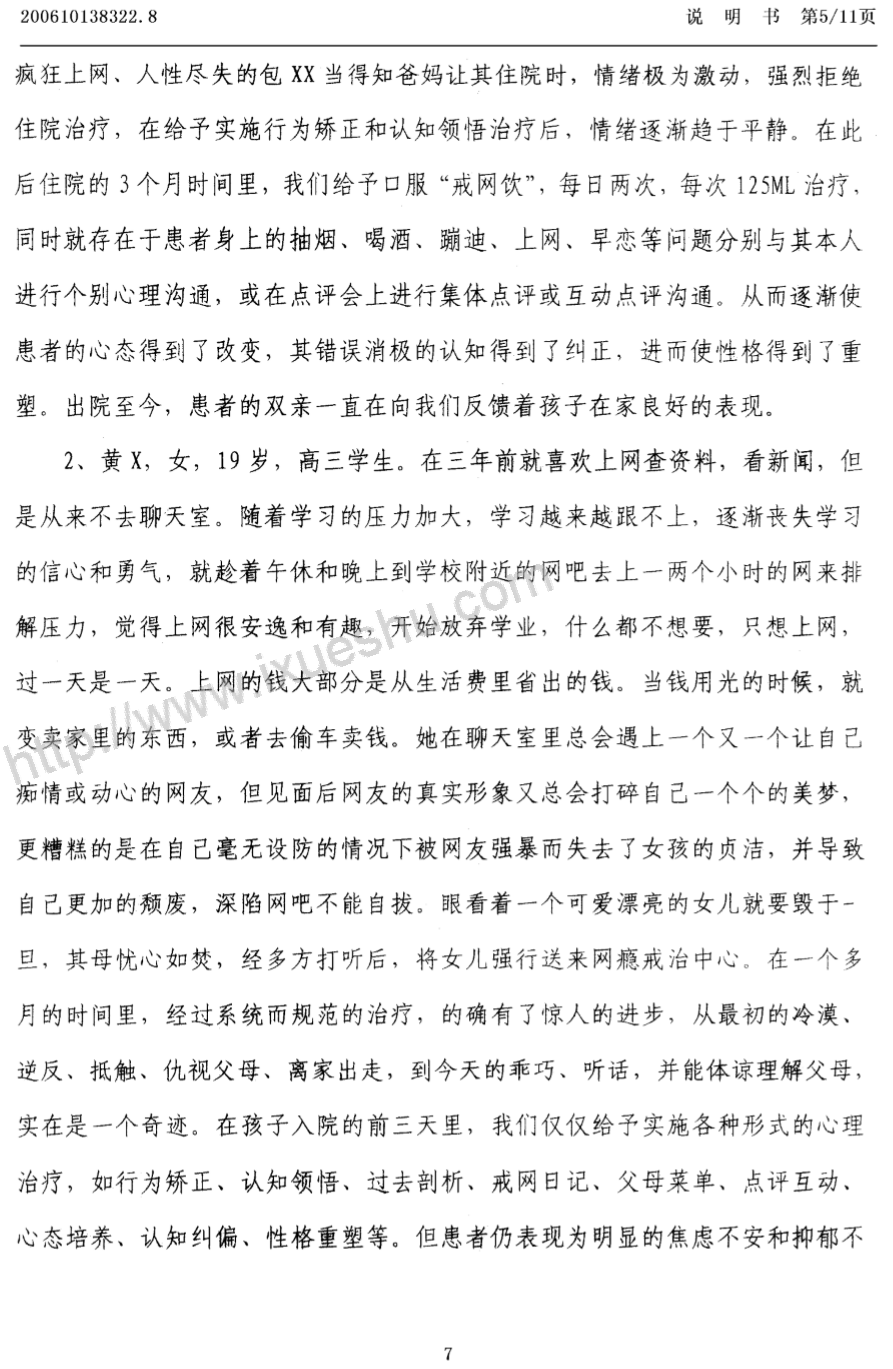 200610138322.8 说 明 书 第5/11页
疯狂上网、人性尽失的包 XX 当得知爸妈让其住院时，情绪极为激动，强烈拒绝
住院治疗，在给予实施行为矫正和认知领悟治疗后，情绪逐渐趋于平静。在此
后住院的 3 个月时间里，我们给予口服“戒网饮”，每日两次，每次 125ML 治疗，
同时就存在于患者身上的抽烟、喝酒、蹦迪、上网、早恋等问题分别与其本人
进行个别心理沟通，或在点评会上进行集体点评或互动点评沟通。从而逐渐使
患者的心态得到了改变，其错误消极的认知得到了纠正，进而使性格得到了重
塑。出院至今，患者的双亲一直在向我们反馈着孩子在家良好的表现。
2、黄 X，女，19 岁，高三学生。在三年前就喜欢上网查资料，看新闻，但
是从来不去聊天室。随着学习的压力加大，学习越来越跟不上，逐渐丧失学习
的信心和勇气，就趁着午休和晚上到学校附近的网吧去上一两个小时的网来排
解压力，觉得上网很安逸和有趣，开始放弃学业，什么都不想要，只想上网，
过一天是一天。上网的钱大部分是从生活费里省出的钱。当钱用光的时候，就
变卖家里的东西，或者去偷车卖钱。她在聊天室里总会遇上一个又一个让自己
痴情或动心的网友，但见面后网友的真实形象又总会打碎自己一个个的美梦，
更糟糕的是在自己毫无设防的情况下被网友强暴而失去了女孩的贞洁，并导致
自己更加的颓废，深陷网吧不能自拔。眼看着一个可爱漂亮的女儿就要毁于一
旦，其母忧心如焚，经多方打听后，将女儿强行送来网瘾戒治中心。在一个多
月的时间里，经过系统而规范的治疗，的确有了惊人的进步，从最初的冷漠、
逆反、抵触、仇视父母、离家出走，到今天的乖巧、听话，并能体谅理解父母，
实在是一个奇迹。在孩子入院的前三天里，我们仅仅给予实施各种形式的心理
治疗，如行为矫正、认知领悟、过去剖析、戒网日记、父母菜单、点评互动、
心态培养、认知纠偏、性格重塑等。但患者仍表现为明显的焦虑不安和抑郁不
http://www.ixueshu.com
7